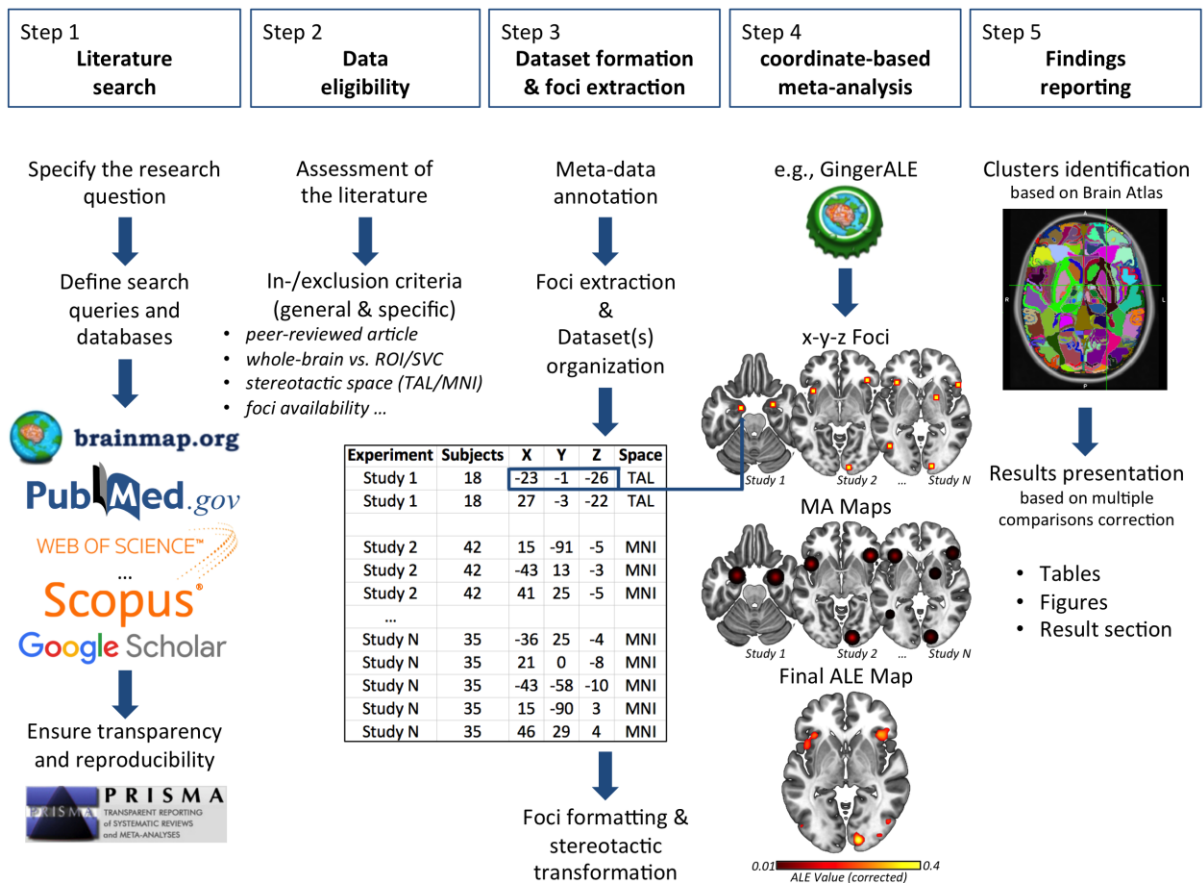 Step 1
Literature
search
Step 2
Data
eligibility
Step 3
Dataset formation
& foci extraction
Step 4
coordinate-based
meta-analysis
Step 5
Findings
reporting
Specify the research
question
Define search
queries and
databases
brainmap.org
PubMed.gov
WEB OF SCIENCE™
...
Scopus®
Google Scholar
Ensure transparency
and reproducibility
PRISMA
PRISMA
TRANSPARENT REPORTING
of SYSTEMATIC REVIEWS
and META-ANALYSES
Assessment of
the literature
In-/exclusion criteria
(general & specific)
• peer-reviewed article
• whole-brain vs. ROI/SVC
• stereotactic space (TAL/MNI)
• foci availability ...
Meta-data
annotation
Foci extraction
&
Dataset(s)
organization
Experiment Subjects X Y Z Space
Study 1 18 -23 -1 -26 TAL
Study 1 18 27 -3 -22 TAL
Study 2 42 15 -91 -5 MNI
Study 2 42 -43 13 -3 MNI
Study 2 42 41 25 -5 MNI
...
Study N 35 -36 25 -4 MNI
Study N 35 21 0 -8 MNI
Study N 35 -43 -58 -10 MNI
Study N 35 15 -90 3 MNI
Study N 35 46 29 4 MNI
Foci formatting &
stereotactic
transformation
e.g., GingerALE
x-y-z Foci
Study 1 Study 2 ... Study N
MA Maps
Study 1 Study 2 ... Study N
Final ALE Map
0.01 0.4
ALE Value (corrected)
Clusters identification
based on Brain Atlas
A
R L
P
Results presentation
based on multiple
comparisons correction
• Tables
• Figures
• Result section